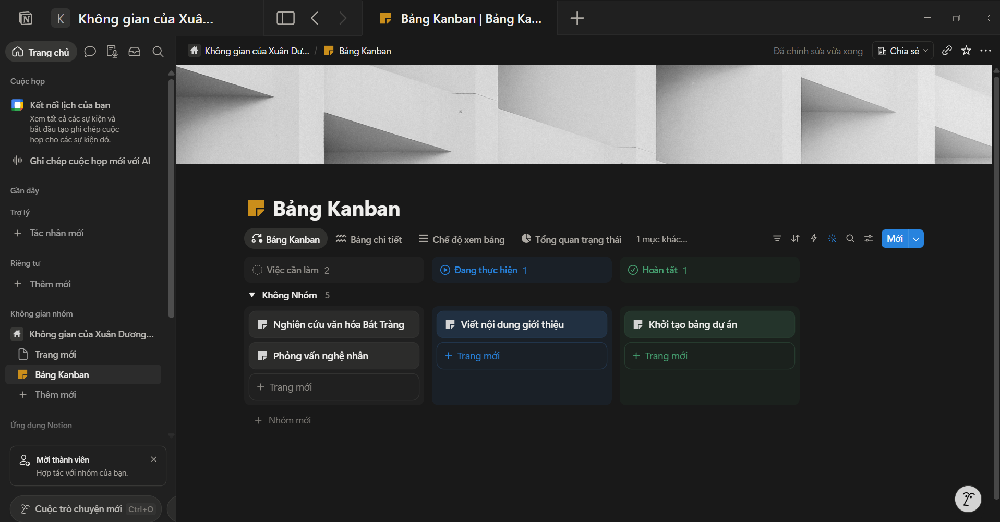 K Không gian của Xuâ...
Bảng Kanban | Bảng Ka...
Trang chủ
Không gian của Xuân Dư... / Bảng Kanban
Đã chỉnh sửa vừa xong
Chia sẻ
Cuộc họp
Kết nối lịch của bạn
Xem tất cả các sự kiện và
bắt đầu tạo ghi chép cuộc
họp cho các sự kiện đó.
Ghi chép cuộc họp mới với AI
Gần đây
Trợ lý
Tác nhân mới
Riêng tư
Thêm mới
Không gian nhóm
Không gian của Xuân Dương...
Trang mới
Bảng Kanban
Thêm mới
Ứng dụng Notion
Mời thành viên
Hợp tác với nhóm của bạn.
Cuộc trò chuyện mới Ctrl+O
Bảng Kanban
Bảng Kanban
Bảng chi tiết
Chế độ xem bảng
Tổng quan trạng thái
1 mục khác...
Mới
Việc cần làm 2
Đang thực hiện 1
Hoàn tất 1
Không Nhóm 5
Nghiên cứu văn hóa Bát Tràng
Viết nội dung giới thiệu
Khởi tạo bảng dự án
Phỏng vấn nghệ nhân
Trang mới
Trang mới
Trang mới
Nhóm mới